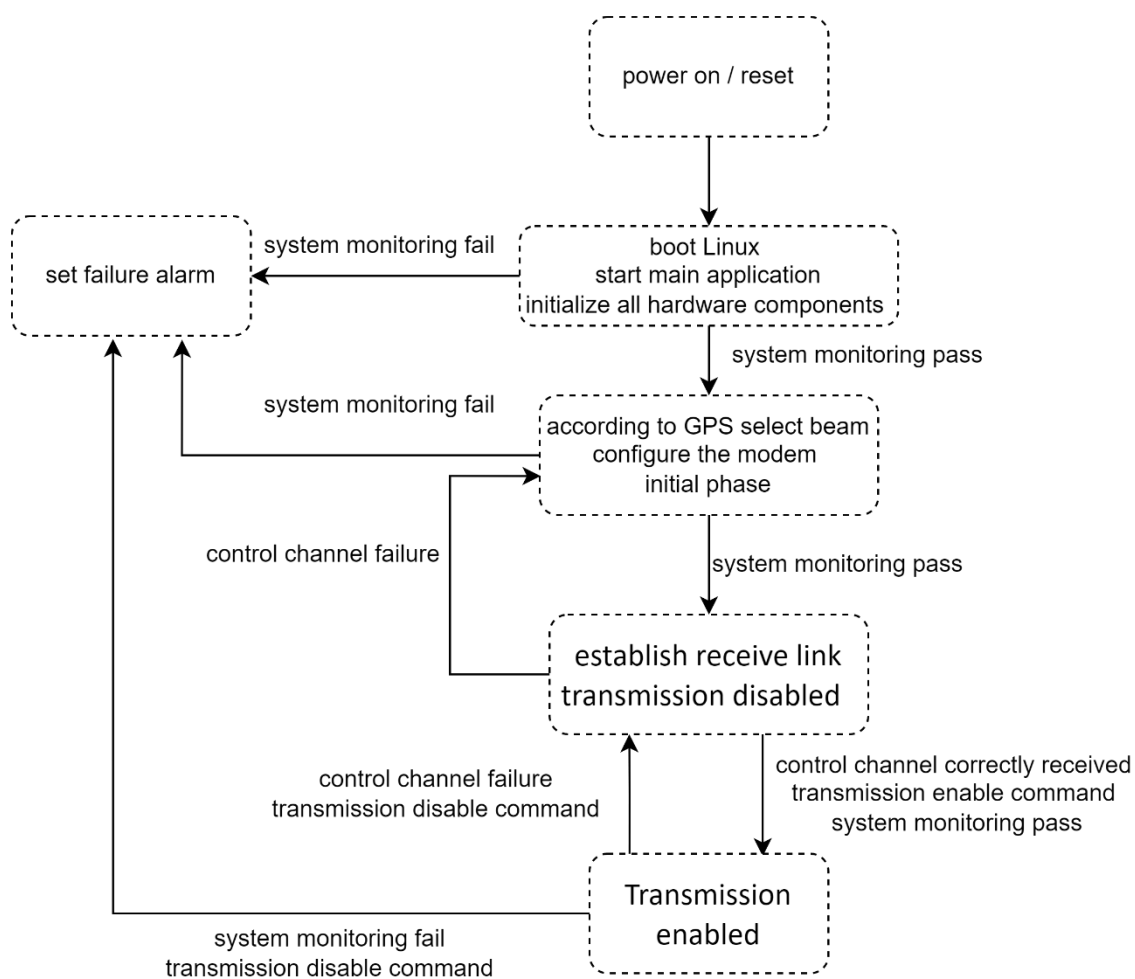 power on / reset
system monitoring fail
set failure alarm
boot Linux
start main application
initialize all hardware components
system monitoring pass
system monitoring fail
according to GPS select beam
configure the modem
initial phase
control channel failure
system monitoring pass
establish receive link
transmission disabled
control channel failure
transmission disable command
control channel correctly received
transmission enable command
system monitoring pass
Transmission
enabled
system monitoring fail
transmission disable command